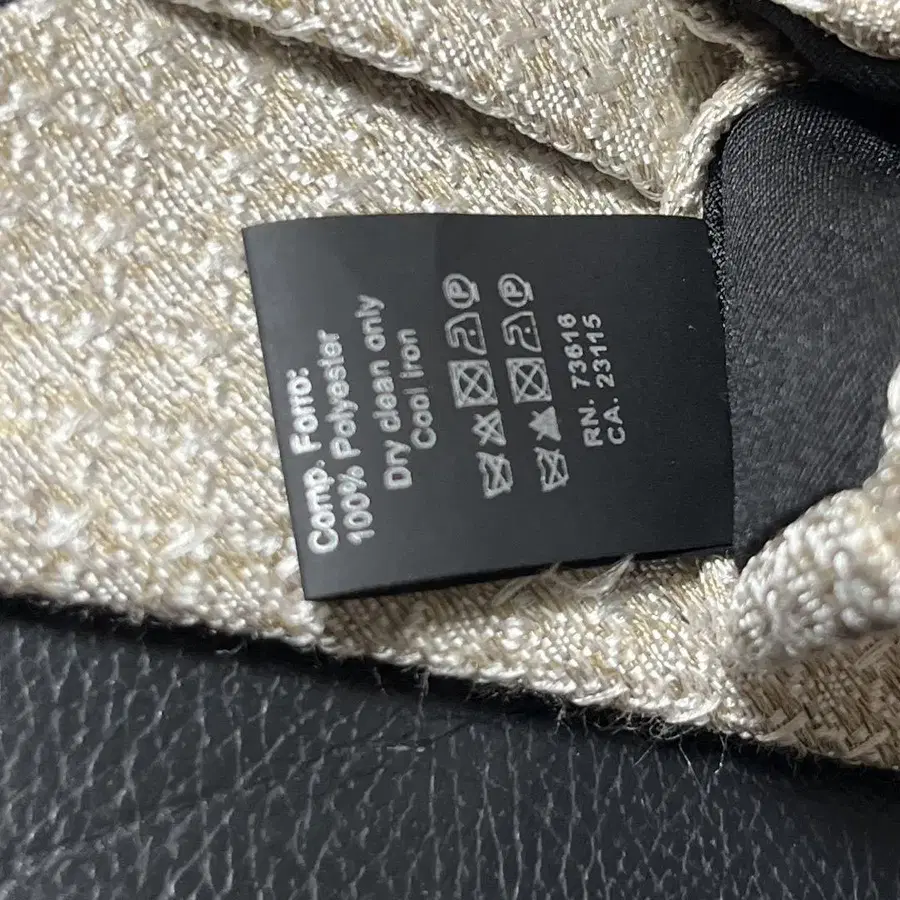 Comp. Forro:
100% Polyester
Dry clean only
Cool iron
P
P
RN. 73616
CA. 23115